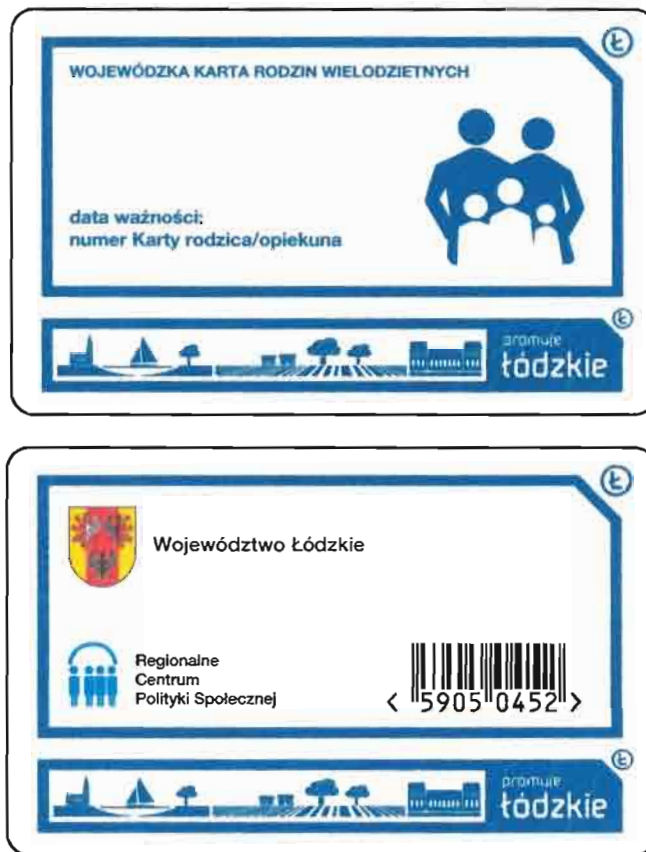 Ł
WOJEWÓDZKA KARTA RODZIN WIELODZIETNYCH
data ważności:
numer Karty rodzica/opiekuna
Ł
promuje
łódzkie
Ł
Województwo Łódzkie
Regionalne
Centrum
Polityki Społecznej
< 5905 0452 >
Ł
promuje
łódzkie